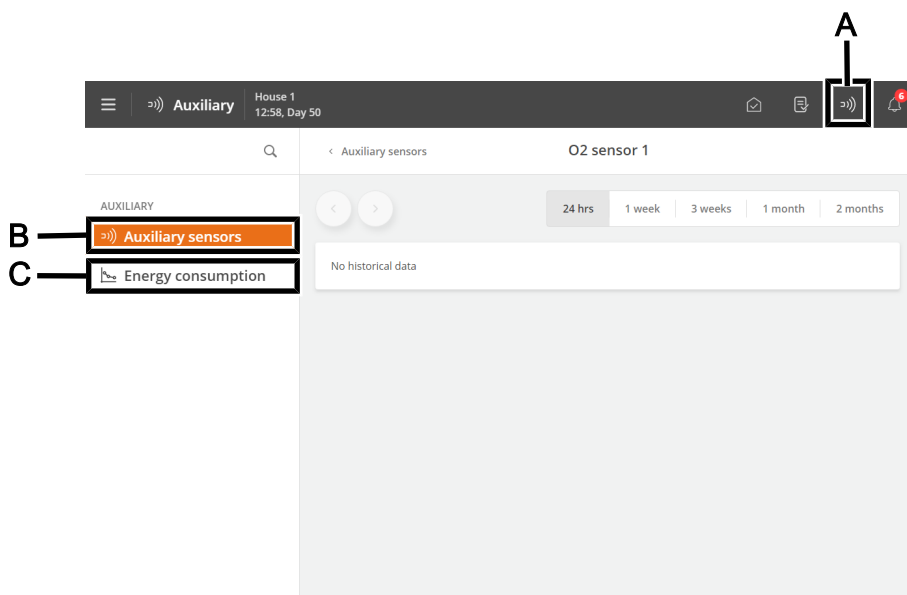 A
Auxiliary
House 1
12:58, Day 50
6
‹ Auxiliary sensors
O2 sensor 1
AUXILIARY
24 hrs
1 week
3 weeks
1 month
2 months
B
Auxiliary sensors
No historical data
C
Energy consumption